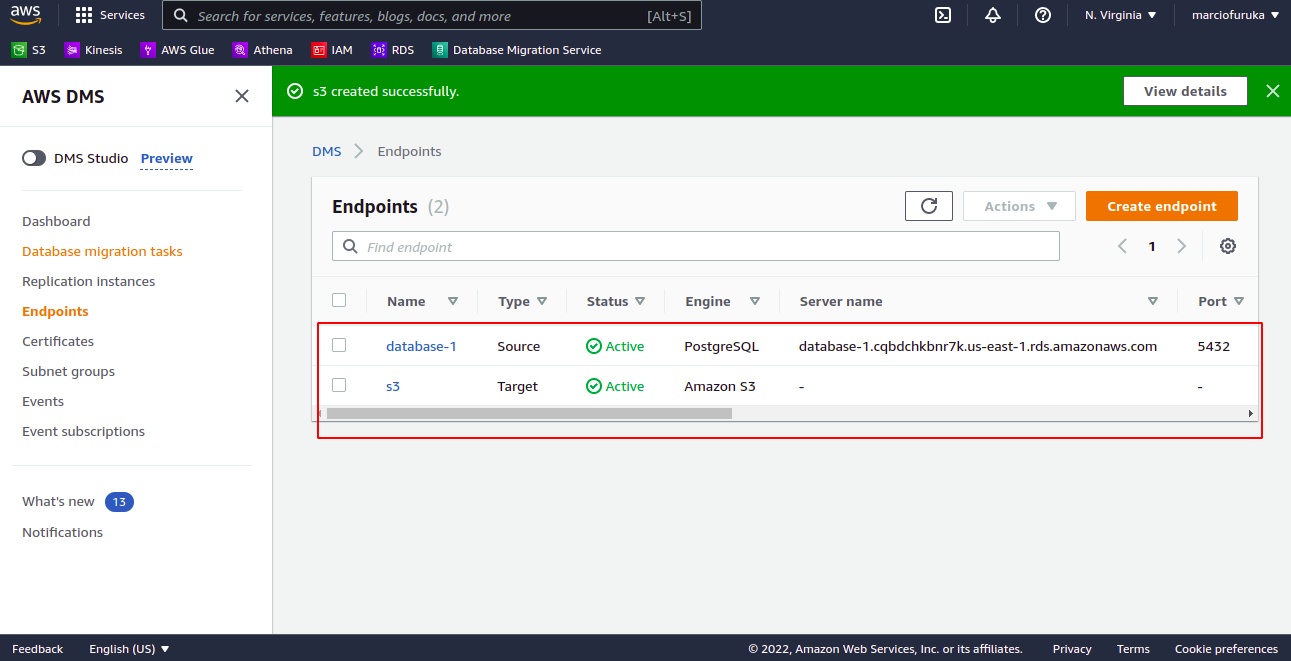 aws Services Search for services, features, blogs, docs, and more [Alt+S] N. Virginia marciofuruka
S3 Kinesis AWS Glue Athena IAM RDS Database Migration Service
AWS DMS
s3 created successfully. View details
DMS Studio Preview
Dashboard
Database migration tasks
Replication instances
Endpoints
Certificates
Subnet groups
Events
Event subscriptions
What's new 13
Notifications
DMS Endpoints
Endpoints (2) Actions Create endpoint
Find endpoint 1
Name Type Status Engine Server name Port
database-1 Source Active PostgreSQL database-1.cqbdchkbnr7k.us-east-1.rds.amazonaws.com 5432
s3 Target Active Amazon S3 - -
Feedback English (US) © 2022, Amazon Web Services, Inc. or its affiliates. Privacy Terms Cookie preferences